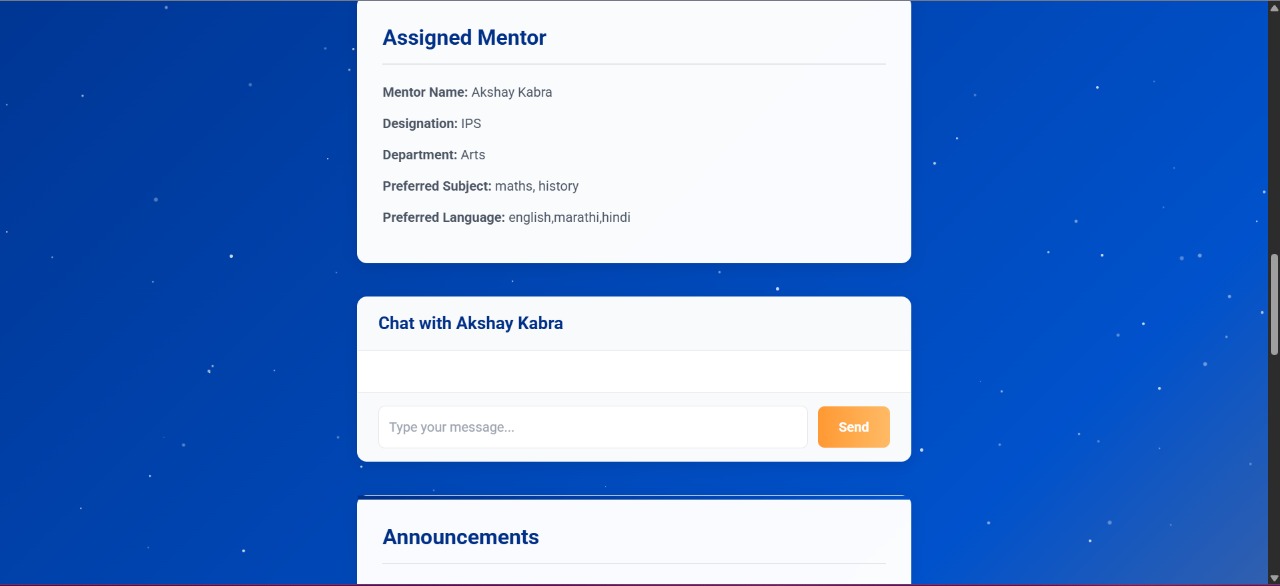 Assigned Mentor
Mentor Name: Akshay Kabra
Designation: IPS
Department: Arts
Preferred Subject: maths, history
Preferred Language: english,marathi,hindi
Chat with Akshay Kabra
Type your message...
Send
Announcements